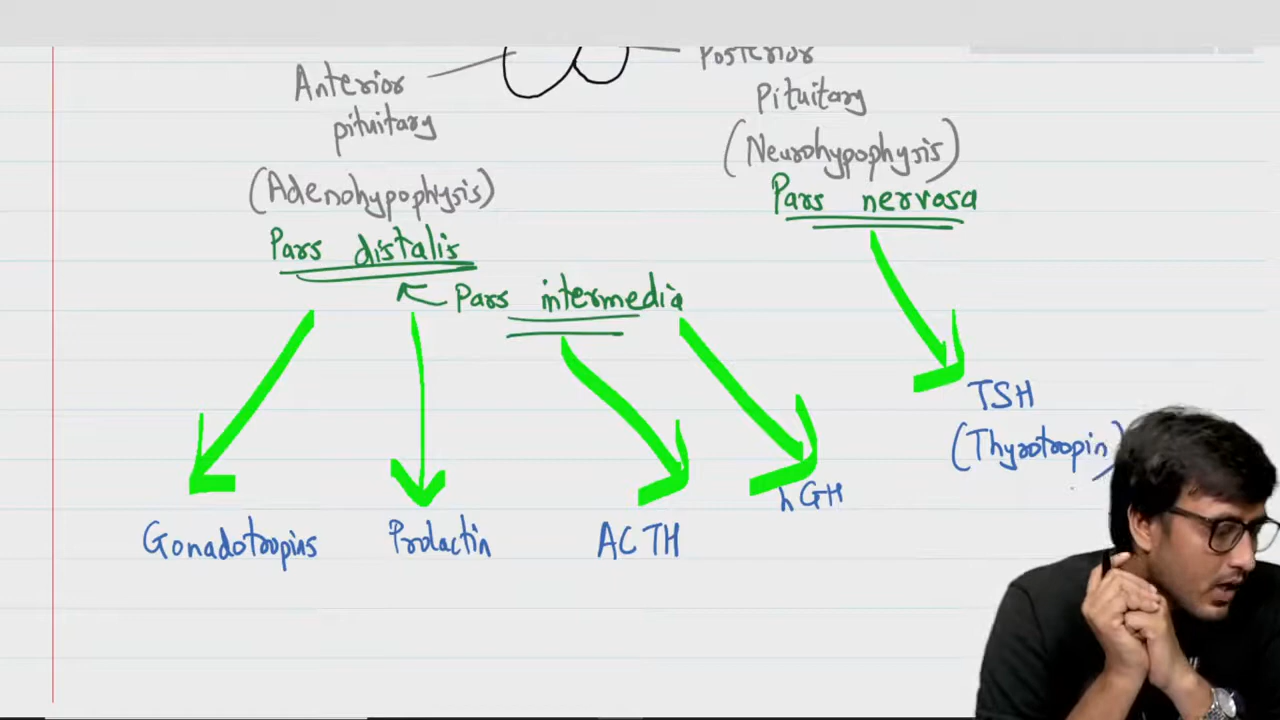 Anterior
pituitary
(Adenohypophysis)
Pars distalis
Pars intermedia
Posterior
Pituitary
(Neurohypophysis)
Pars nervosa
Gonadotropins
Prolactin
ACTH
hGH
TSH
(Thyrotropin)